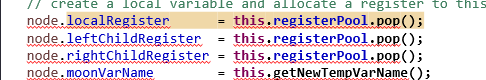 // create a local variable and allocate a register to this
node.localRegister = this.registerPool.pop();
node.leftChildRegister = this.registerPool.pop();
node.rightChildRegister = this.registerPool.pop();
node.moonVarName = this.getNewTempVarName();